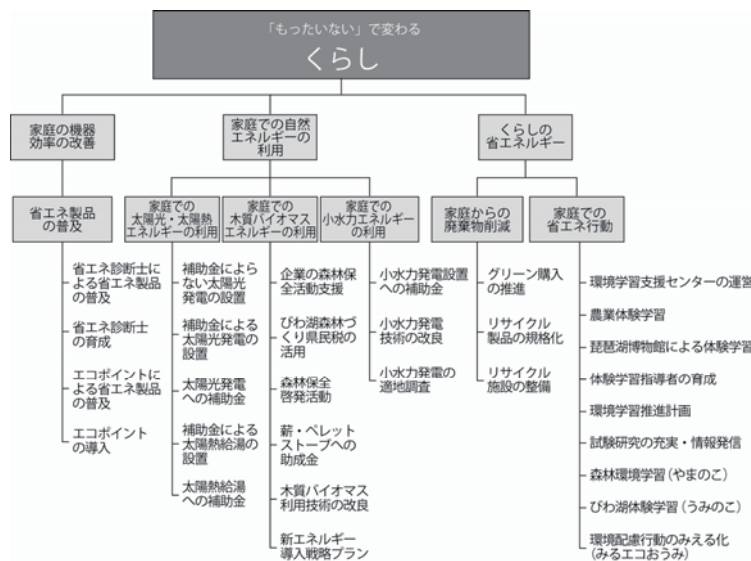 「もったいない」で変わる
くらし
家庭の機器
効率の改善
家庭での自然
エネルギーの
利用
くらしの
省エネルギー
省エネ製品
の普及
家庭での
太陽光・太陽熱
エネルギーの利用
家庭での
木質バイオマス
エネルギーの利用
家庭での
小水力エネルギー
の利用
家庭からの
廃棄物削減
家庭での
省エネ行動
省エネ診断士に
よる省エネ製品
の普及
省エネ診断士
の育成
エコポイントに
よる省エネ製品
の普及
エコポイント
の導入
補助金によら
ない太陽光
発電の設置
補助金による
太陽光発電の
設置
太陽光発電
への補助金
補助金による
太陽熱給湯の
設置
太陽熱給湯
への補助金
企業の森林保
全活動支援
びわ湖森林づ
くり県民税の
活用
森林保全
啓発活動
薪・ペレット
ストーブへの
助成金
木質バイオマス
利用技術の改良
新エネルギー
導入戦略プラン
小水力発電設置
への補助金
小水力発電
技術の改良
小水力発電の
適地調査
グリーン購入
の推進
リサイクル
製品の規格化
リサイクル
施設の整備
環境学習支援センターの運営
農業体験学習
琵琶湖博物館による体験学習
体験学習指導者の育成
環境学習推進計画
試験研究の充実・情報発信
森林環境学習(やまのこ)
びわ湖体験学習(うみのこ)
環境配慮行動のみえる化
(みるエコおうみ)